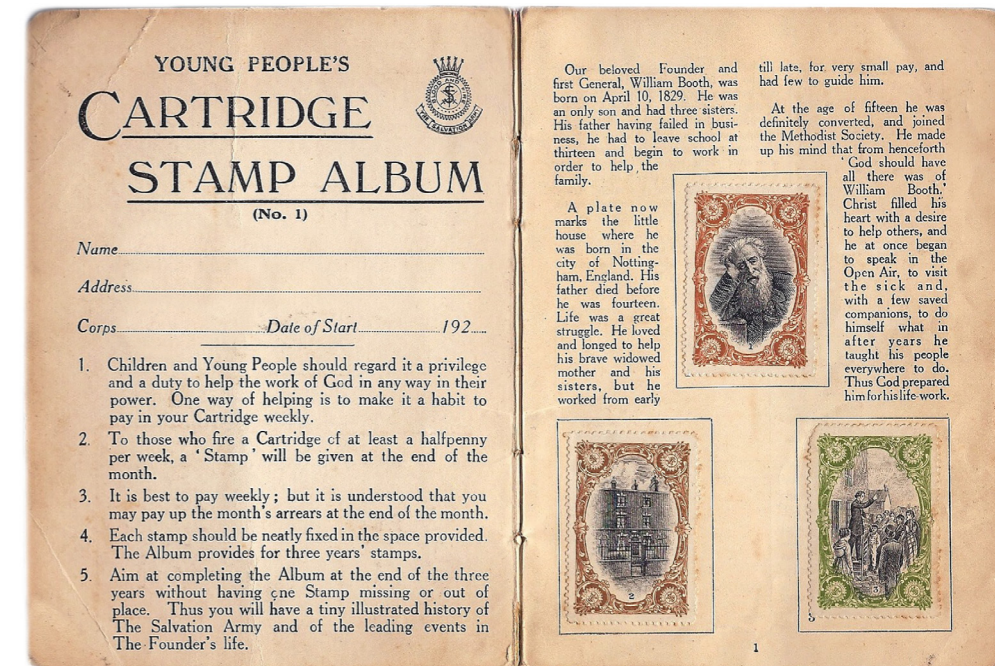 YOUNG PEOPLE'S
CARTRIDGE
STAMP ALBUM
(No. 1)
THE SALVATION ARMY
Name
Address
Corps Date of Start 192
1. Children and Young People should regard it a privilege
and a duty to help the work of God in any way in their
power. One way of helping is to make it a habit to
pay in your Cartridge weekly.
2. To those who fire a Cartridge of at least a halfpenny
per week, a 'Stamp' will be given at the end of the
month.
3. It is best to pay weekly; but it is understood that you
may pay up the month's arrears at the end of the month.
4. Each stamp should be neatly fixed in the space provided.
The Album provides for three years' stamps.
5. Aim at completing the Album at the end of the three
years without having one Stamp missing or out of
place. Thus you will have a tiny illustrated history of
The Salvation Army and of the leading events in
The Founder's life.
Our beloved Founder and
first General, William Booth, was
born on April 10, 1829. He was
an only son and had three sisters.
His father having failed in busi-
ness, he had to leave school at
thirteen and begin to work in
order to help the
family.
A plate now
marks the little
house where he
was born in the
city of Notting-
ham, England. His
father died before
he was fourteen.
Life was a great
struggle. He loved
and longed to help
his brave widowed
mother and his
sisters, but he
worked from early
till late, for very small pay, and
had few to guide him.
At the age of fifteen he was
definitely converted, and joined
the Methodist Society. He made
up his mind that from henceforth
'God should have
all there was of
William Booth.'
Christ filled his
heart with a desire
to help others, and
he at once began
to speak in the
Open Air, to visit
the sick and,
with a few saved
companions, to do
himself what in
after years he
taught his people
everywhere to do.
Thus God prepared
him for his life-work.
1
2
3
3
1